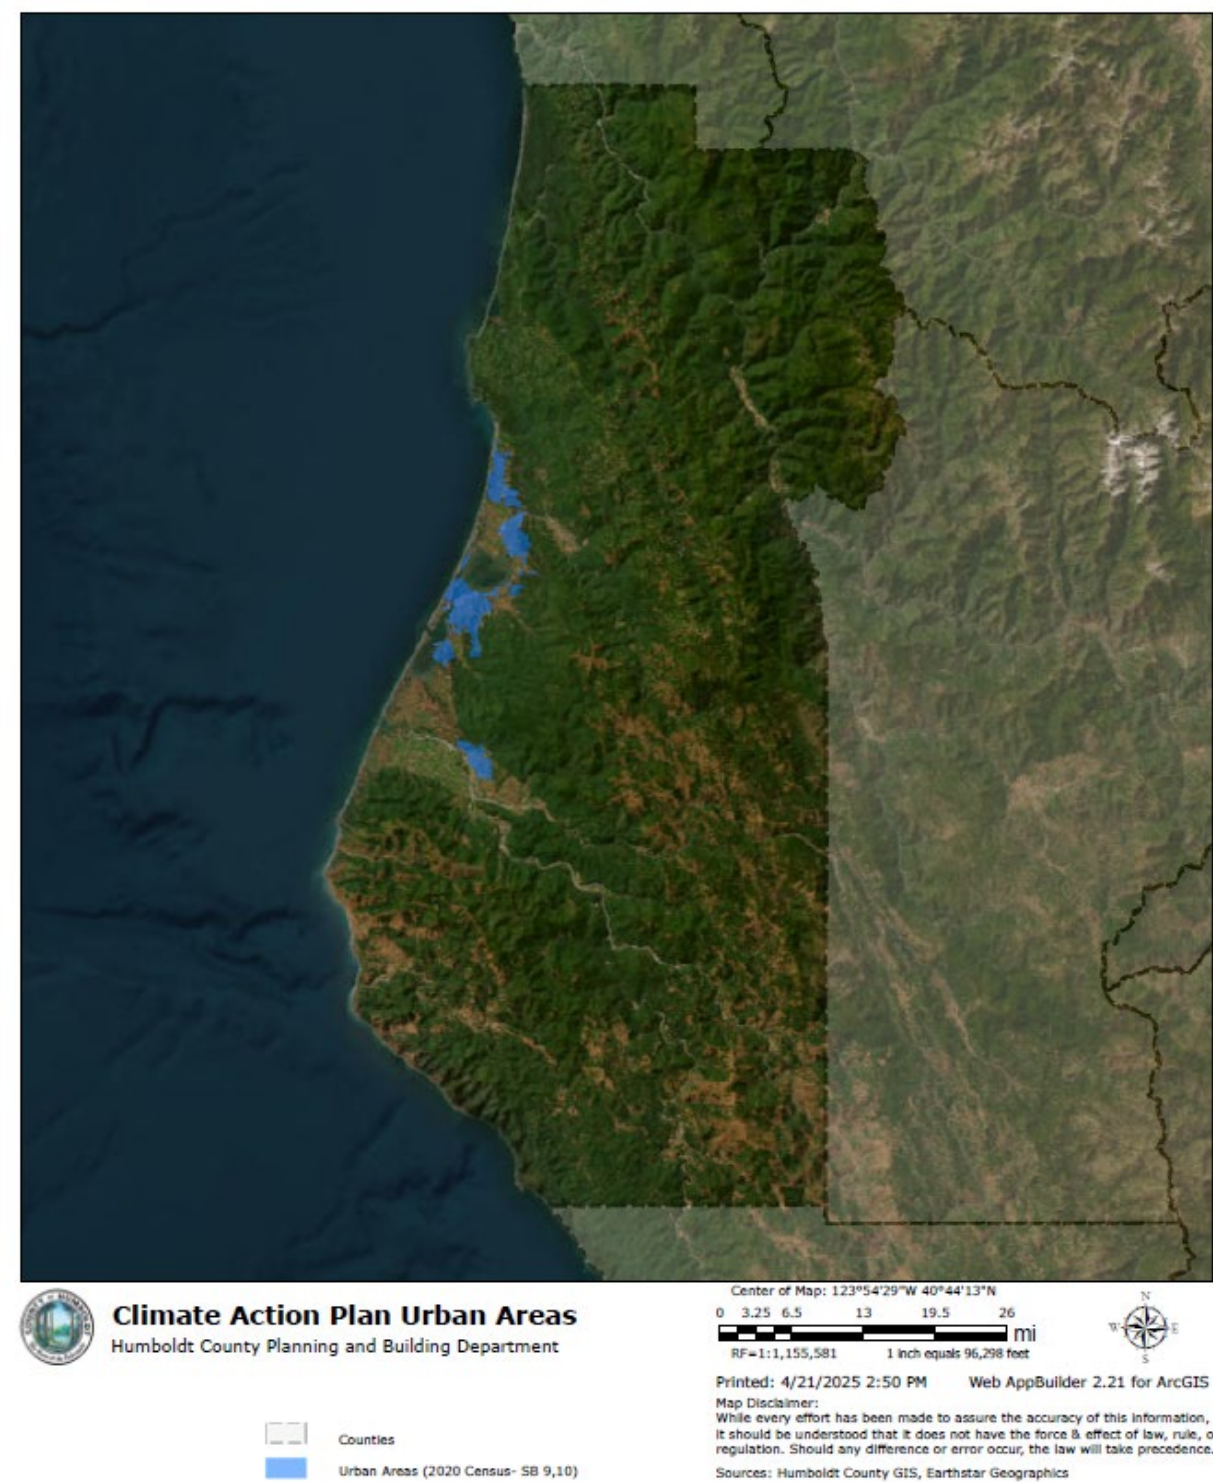 Climate Action Plan Urban Areas
Humboldt County Planning and Building Department
Counties
Urban Areas (2020 Census- SB 9,10)
Center of Map: 123°54'29"W 40°44'13"N
0 3.25 6.5 13 19.5 26
mi
RF=1:1,155,581 1 inch equals 96,298 feet
N
W E
S
Printed: 4/21/2025 2:50 PM Web AppBuilder 2.21 for ArcGIS
Map Disclaimer:
While every effort has been made to assure the accuracy of this information,
it should be understood that it does not have the force & effect of law, rule, o
regulation. Should any difference or error occur, the law will take precedence.
Sources: Humboldt County GIS, Earthstar Geographics
COUNTY OF HUMBOLDT